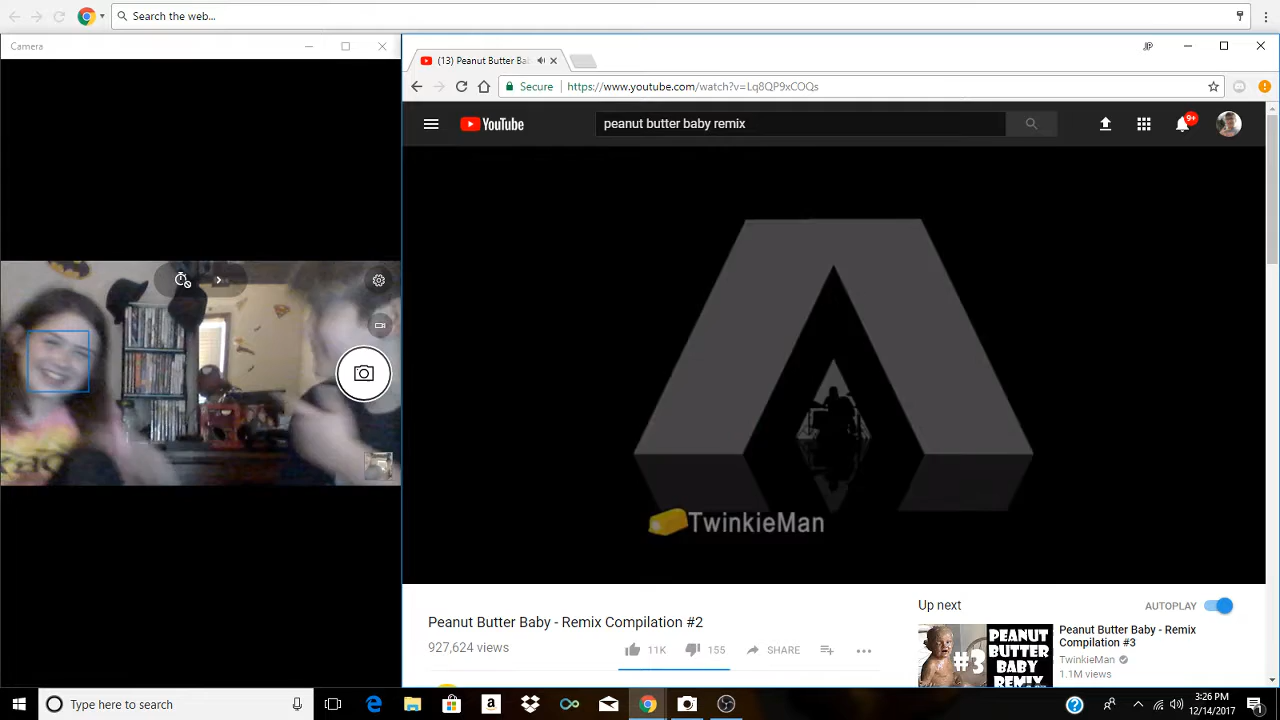 Search the web...
Camera
JP
(13) Peanut Butter Ba
Secure https://www.youtube.com/watch?v=Lq8QP9xCOQs
YouTube
peanut butter baby remix
9+
TwinkieMan
Peanut Butter Baby - Remix Compilation #2
927,624 views
11K
155
SHARE
Up next
AUTOPLAY
#3
PEANUT
BUTTER
BABY
REMIX
Peanut Butter Baby - Remix
Compilation #3
TwinkieMan
1.1M views
Type here to search
3:26 PM
12/14/2017